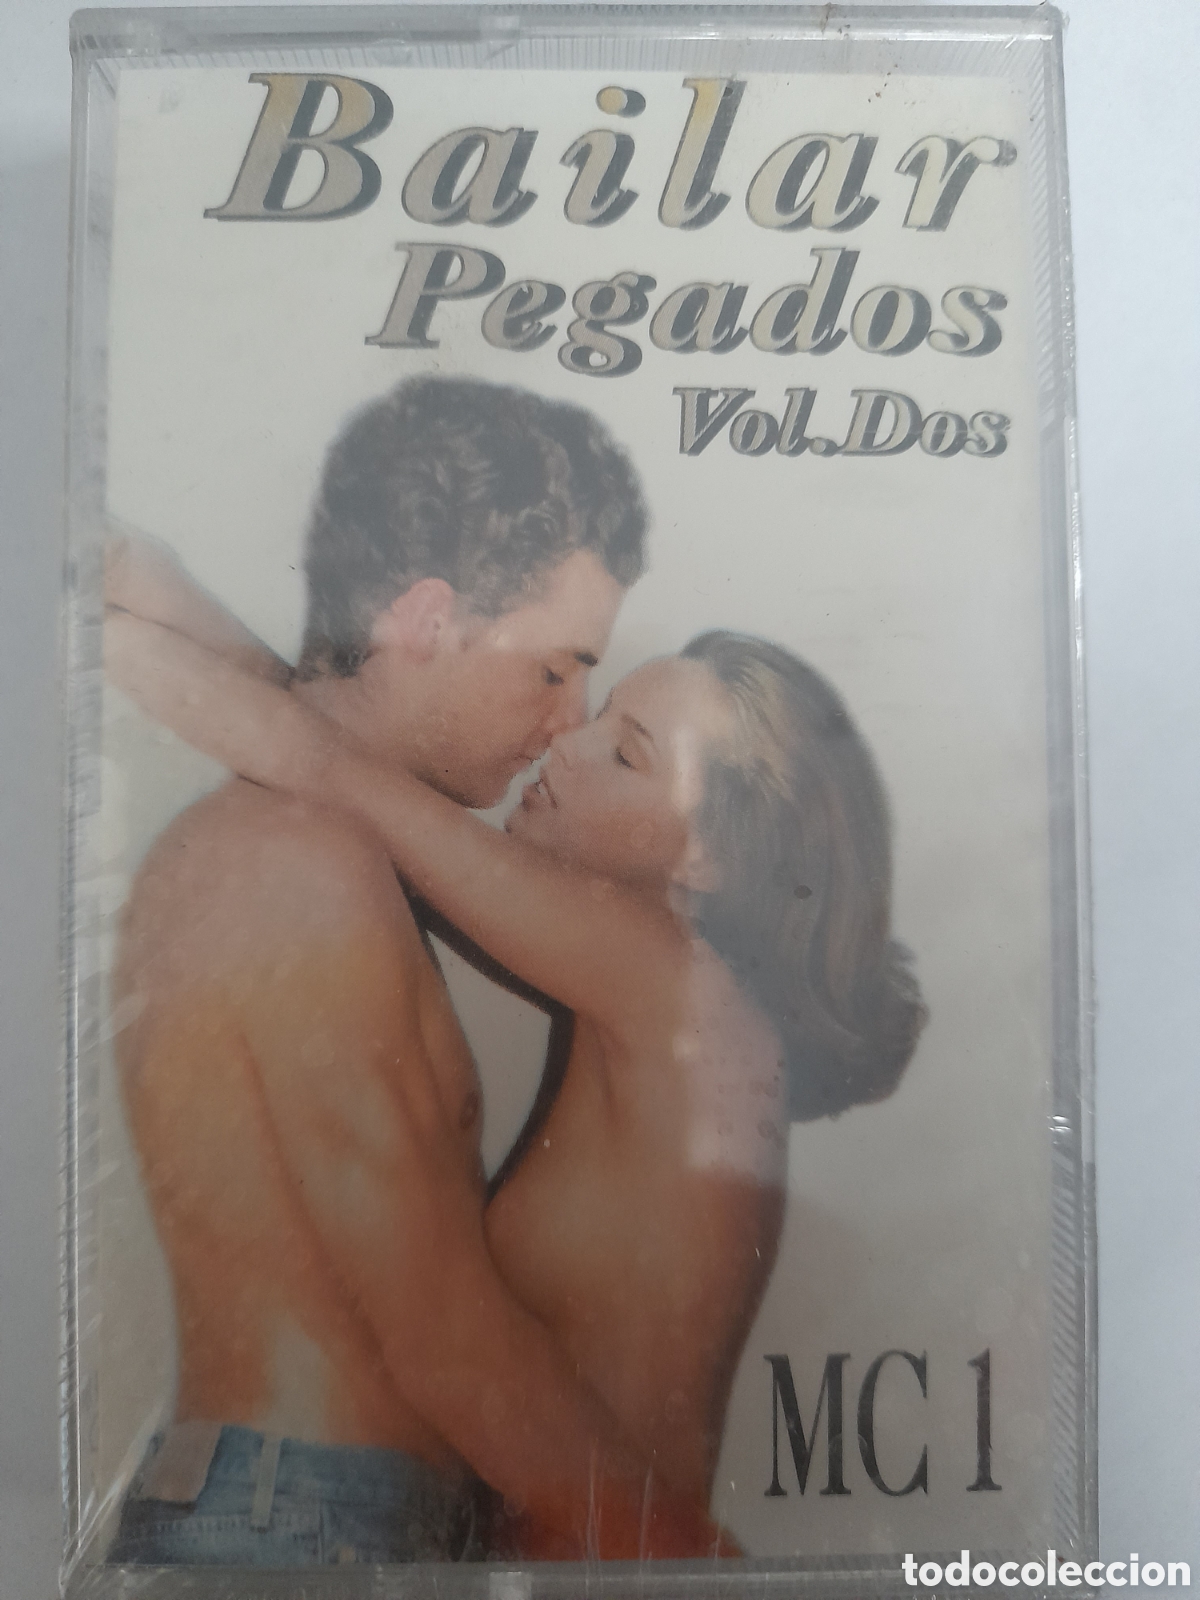 Bailar
Pegados
Vol.Dos
MC 1
todocoleccion